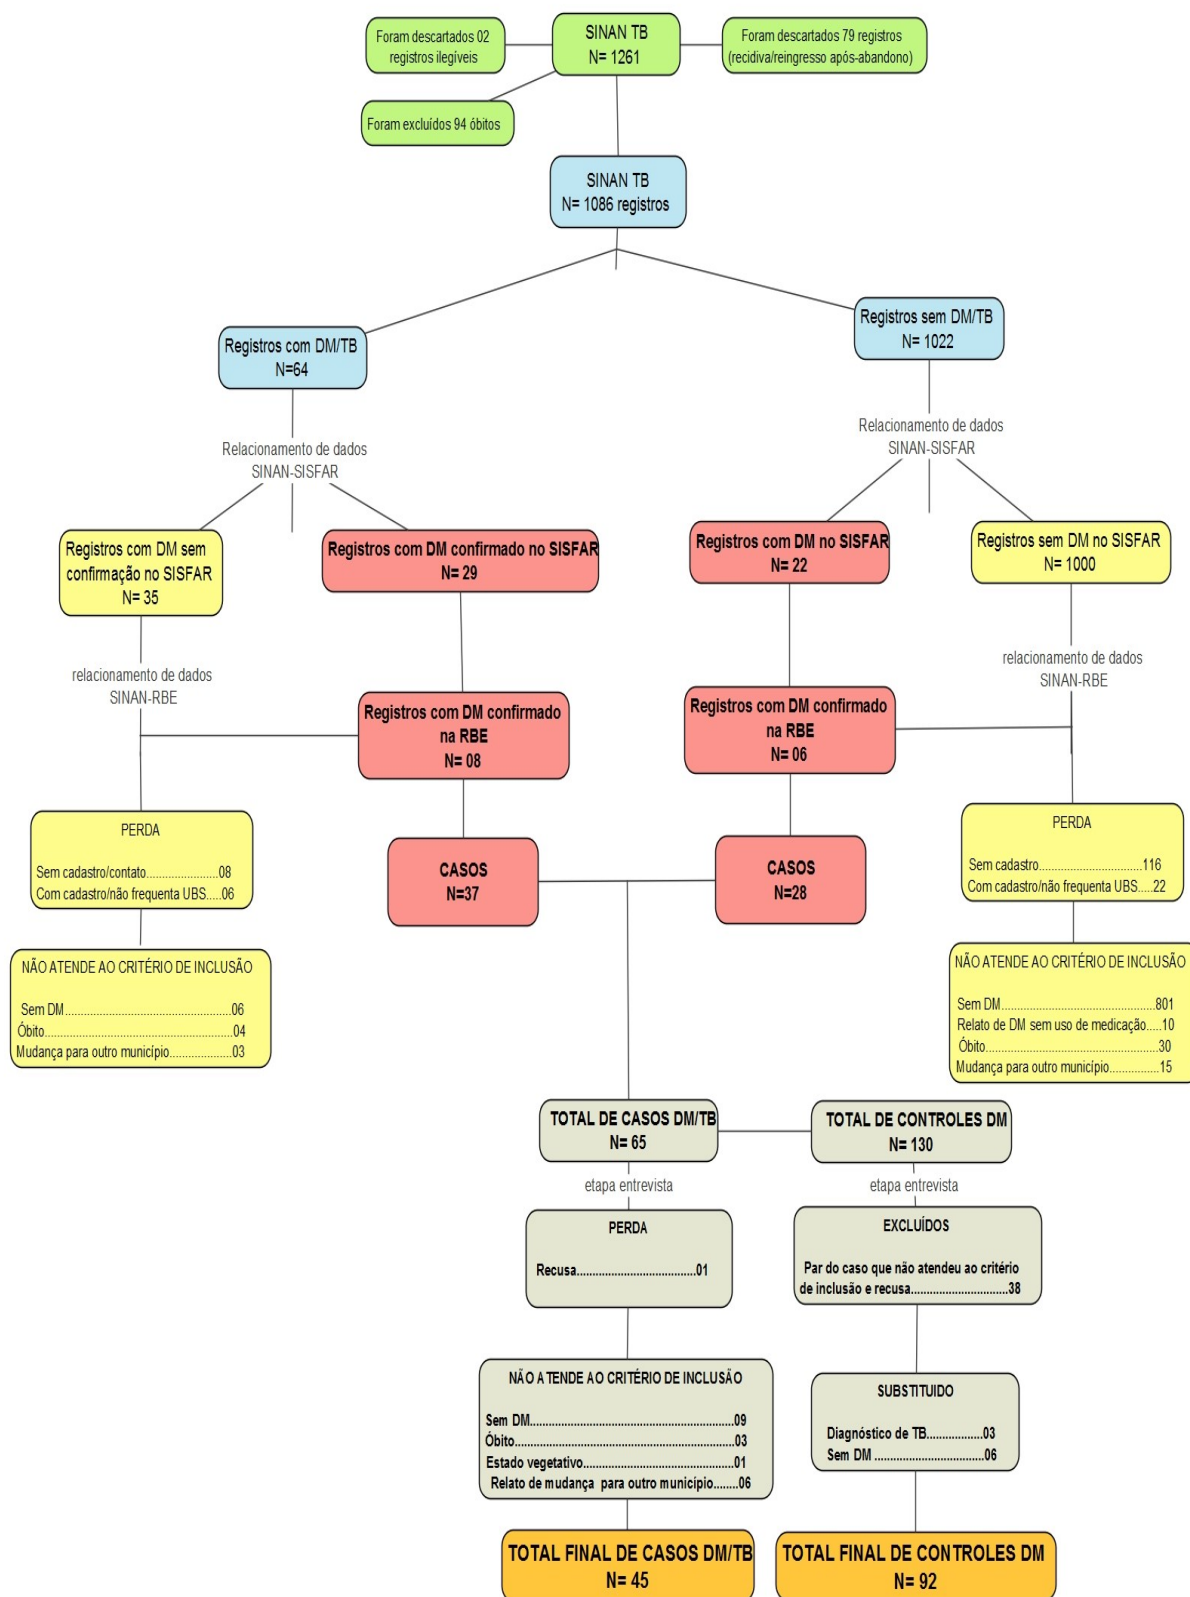 Foram descartados 02
registros ilegíveis
SINAN TB
N= 1261
Foram descartados 79 registros
(recidiva/reingresso após-abandono)
Foram excluídos 94 óbitos
SINAN TB
N= 1086 registros
Registros com DM/TB
N=64
Registros sem DM/TB
N= 1022
Relacionamento de dados
SINAN-SISFAR
Relacionamento de dados
SINAN-SISFAR
Registros com DM sem
confirmação no SISFAR
N= 35
Registros com DM confirmado no SISFAR
N= 29
Registros com DM no SISFAR
N= 22
Registros sem DM no SISFAR
N= 1000
relacionamento de dados
SINAN-RBE
relacionamento de dados
SINAN-RBE
Registros com DM confirmado
na RBE
N= 08
Registros com DM confirmado
na RBE
N= 06
PERDA
Sem cadastro/contato......................08
Com cadastro/não frequenta UBS....06
CASOS
N=37
CASOS
N=28
PERDA
Sem cadastro................................116
Com cadastro/não frequenta UBS.....22
NÃO ATENDE AO CRITÉRIO DE INCLUSÃO
Sem DM...................................................06
Óbito..........................................................04
Mudança para outro município....................03
NÃO ATENDE AO CRITÉRIO DE INCLUSÃO
Sem DM...............................................801
Relato de DM sem uso de medicação.....10
Óbito.....................................................30
Mudança para outro município................15
TOTAL DE CASOS DM/TB
N= 65
TOTAL DE CONTROLES DM
N= 130
etapa entrevista
etapa entrevista
PERDA
Recusa.....................................01
EXCLUÍDOS
Par do caso que não atendeu ao critério
de inclusão e recusa................................38
NÃO ATENDE AO CRITÉRIO DE INCLUSÃO
Sem DM..............................................................09
Óbito...................................................................03
Estado vegetativo.........................................01
Relato de mudança para outro município.......06
SUBSTITUIDO
Diagnóstico de TB..................03
Sem DM ...................................06
TOTAL FINAL DE CASOS DM/TB
N= 45
TOTAL FINAL DE CONTROLES DM
N= 92